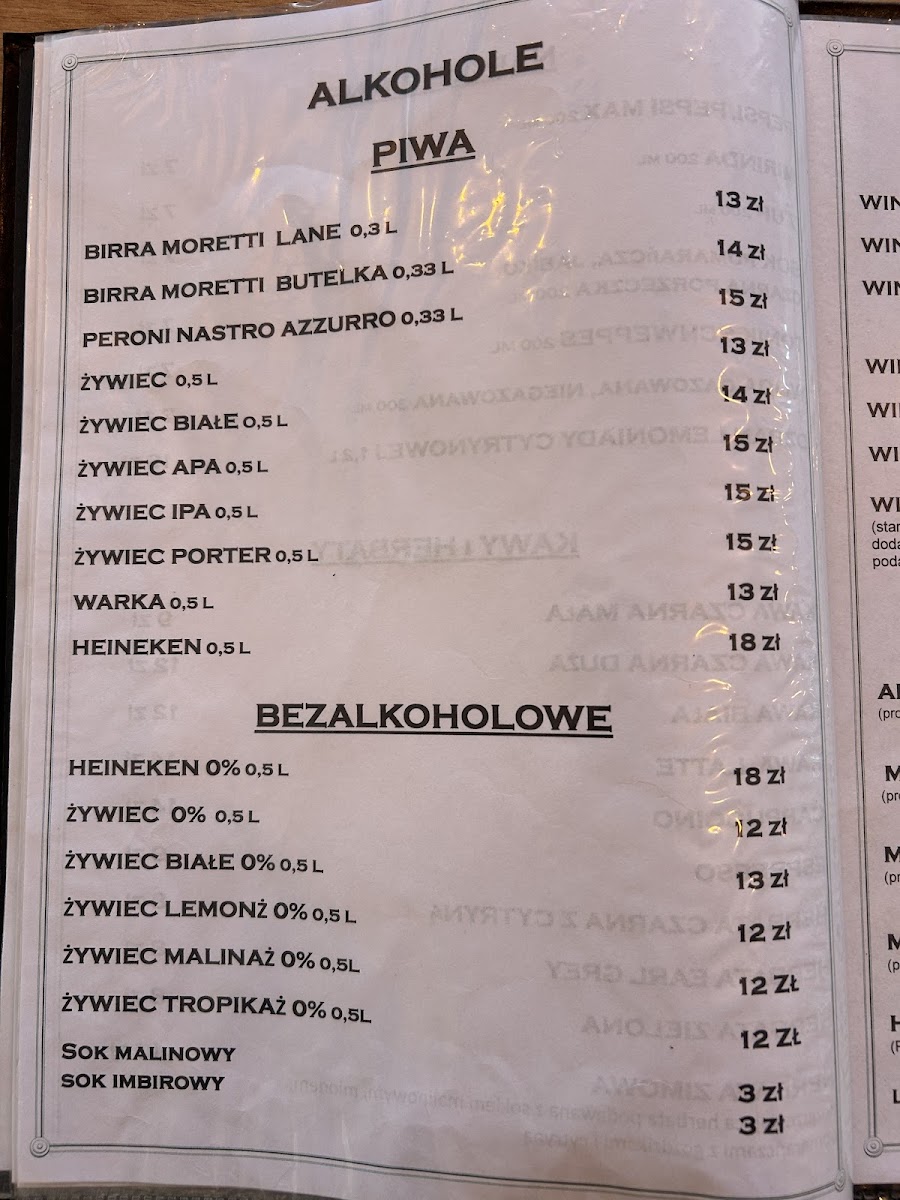 ALKOHOLE
PIWA
BIRRA MORETTI LANE 0,3 L 13 zł
BIRRA MORETTI BUTELKA 0,33 L 14 zł
PERONI NASTRO AZZURRO 0,33 L 15 zł
ŻYWIEC 0,5 L 13 zł
ŻYWIEC BIAŁE 0,5 L 14 zł
ŻYWIEC APA 0,5 L 15 zł
ŻYWIEC IPA 0,5 L 15 zł
ŻYWIEC PORTER 0,5 L 15 zł
WARKA 0,5 L 13 zł
HEINEKEN 0,5 L 18 zł
BEZALKOHOLOWE
HEINEKEN 0% 0,5 L 18 zł
ŻYWIEC 0% 0,5 L 12 zł
ŻYWIEC BIAŁE 0% 0,5 L 13 zł
ŻYWIEC LEMONŻ 0% 0,5 L 12 zł
ŻYWIEC MALINAŻ 0% 0,5L 12 ZŁ
ŻYWIEC TROPIKAŻ 0% 0,5L 12 ZŁ
SOK MALINOWY 3 zł
SOK IMBIROWY 3 zł